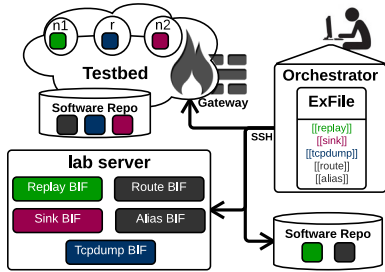 n1
r
n2
Testbed
Software Repo
Gateway
Orchestrator
ExFile
[[replay]]
[[sink]]
[[tcpdump]]
[[route]]
[[alias]]
SSH
lab server
Replay BIF
Route BIF
Sink BIF
Alias BIF
Tcpdump BIF
Software Repo